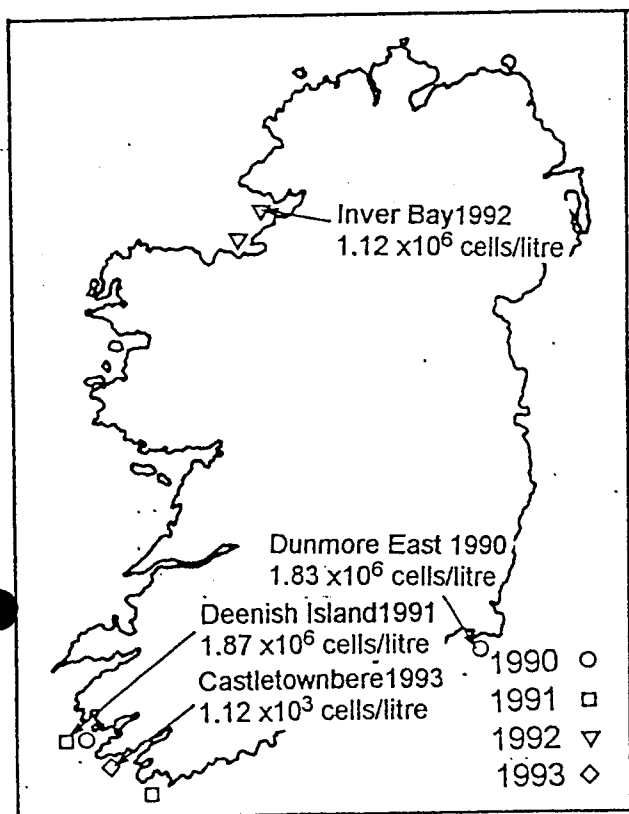 Inver Bay1992
1.12 x10⁶ cells/litre
Dunmore East 1990
1.83 x10⁶ cells/litre
Deenish Island1991
1.87 x10⁶ cells/litre
Castletownbere1993
1.12 x10³ cells/litre
1990 ○
1991 □
1992 ▽
1993 ◇